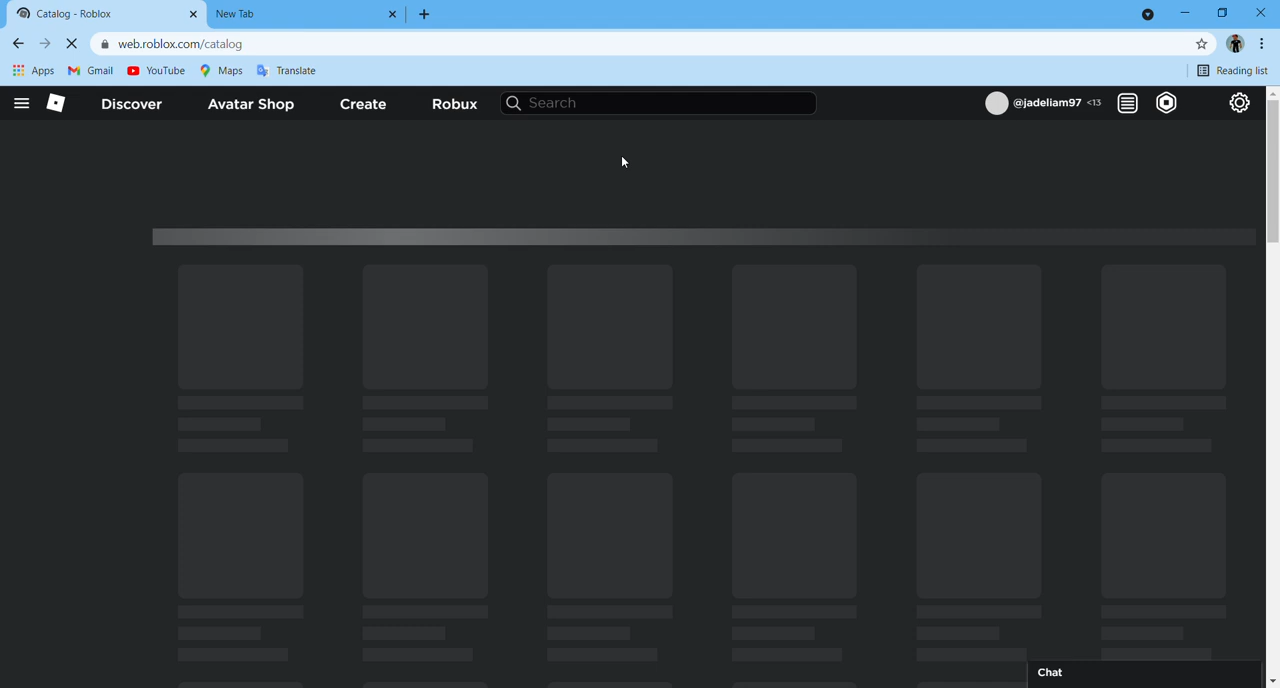 Catalog - Roblox
New Tab
web.roblox.com/catalog
Apps
Gmail
YouTube
Maps
Translate
Reading list
Discover
Avatar Shop
Create
Robux
Search
@jadeliam97 <13
Chat